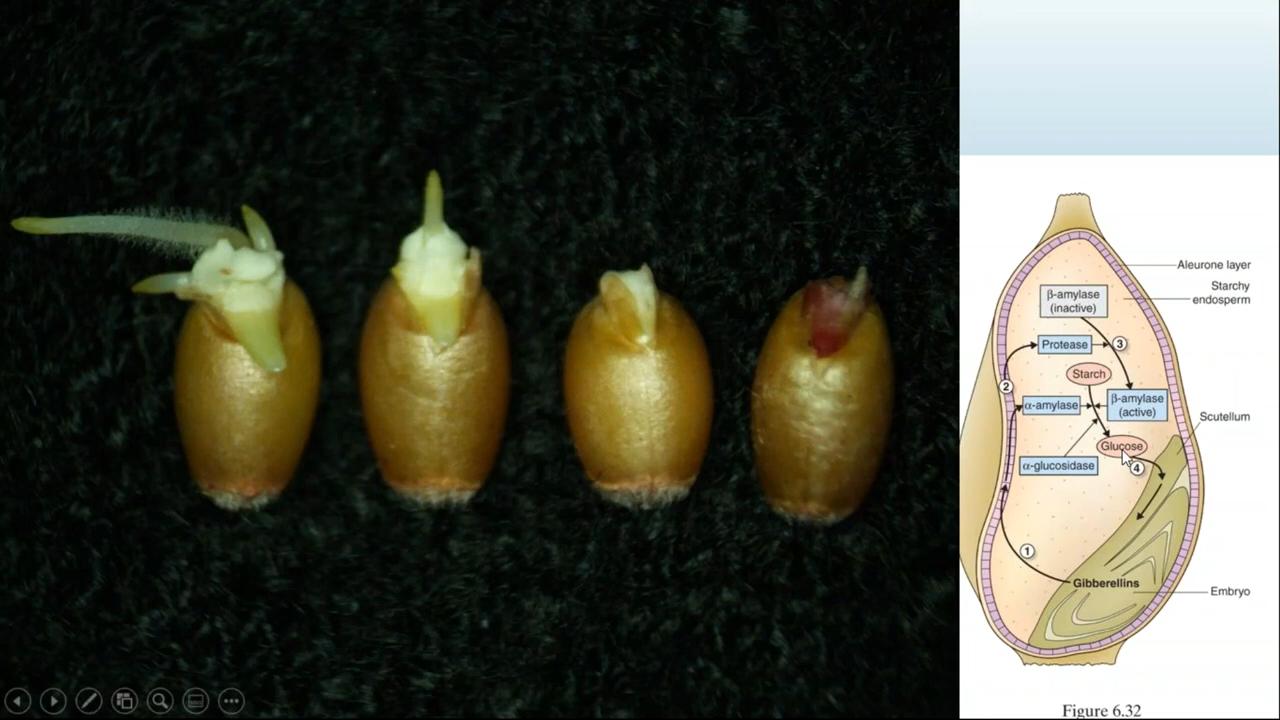 Aleurone layer
Starchy
endosperm
β-amylase
(inactive)
Protease
3
Starch
2
α-amylase
β-amylase
(active)
Scutellum
Glucose
α-glucosidase
4
1
Gibberellins
Embryo
Figure 6.32